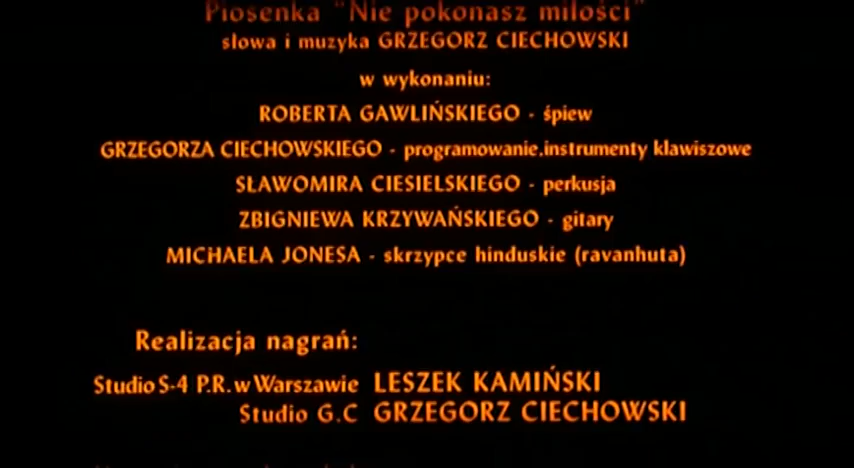 Piosenka "Nie pokonasz miłości"
słowa i muzyka GRZEGORZ CIECHOWSKI
w wykonaniu:
ROBERTA GAWLIŃSKIEGO - śpiew
GRZEGORZA CIECHOWSKIEGO - programowanie,instrumenty klawiszowe
SŁAWOMIRA CIESIELSKIEGO - perkusja
ZBIGNIEWA KRZYWAŃSKIEGO - gitary
MICHAELA JONESA - skrzypce hinduskie (ravanhuta)
Realizacja nagrań:
Studio S-4 P.R. w Warszawie LESZEK KAMIŃSKI
Studio G.C GRZEGORZ CIECHOWSKI